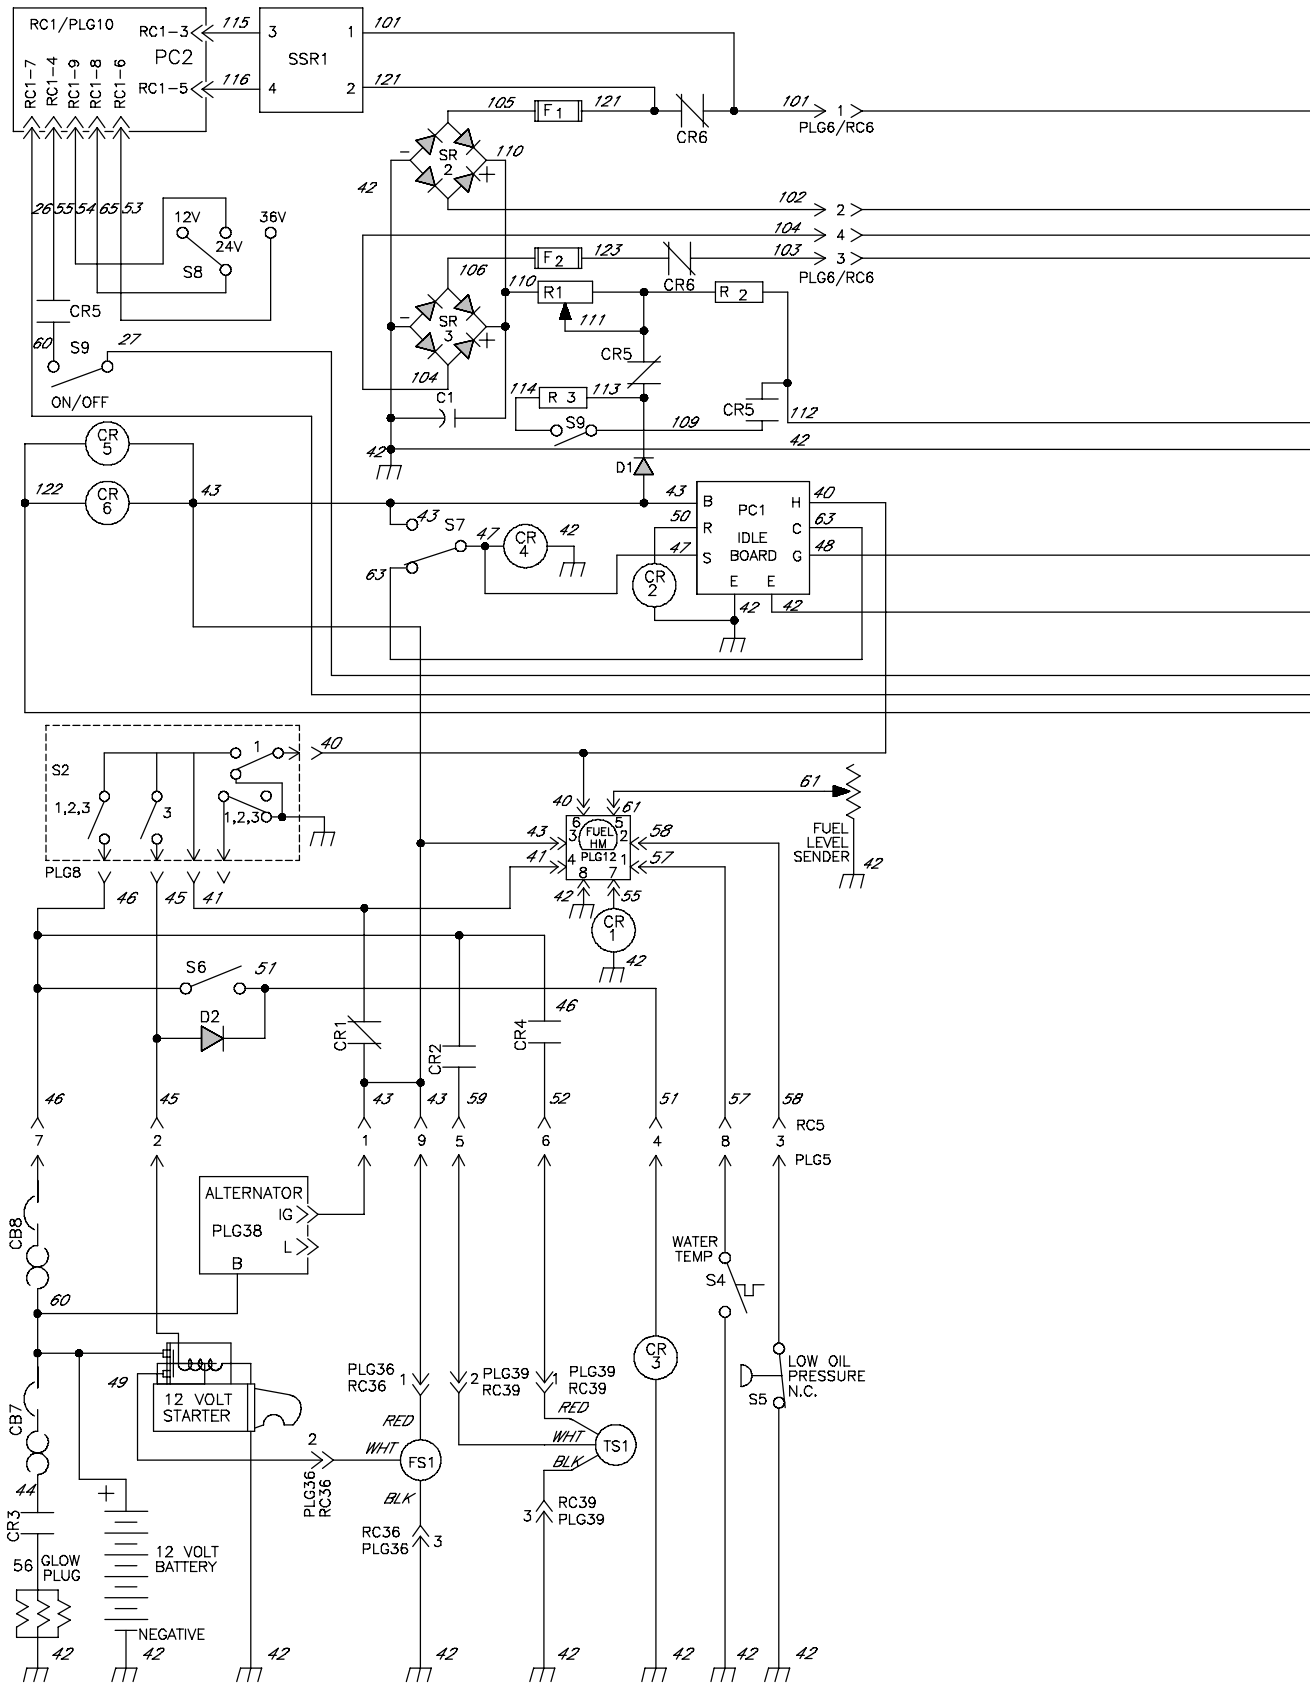 RC1/PLG10
RC1-3
115
3
1
101
PC2
SSR1
RC1-7
RC1-4
RC1-9
RC1-8
RC1-6
RC1-5
116
4
2
121
105
F1
121
CR6
101
1
PLG6/RC6
-
SR
2
+
110
42
26
55
54
65
53
12V
24V
36V
S8
102
2
104
4
106
F2
123
CR6
103
3
PLG6/RC6
CR5
110
R1
R 2
111
-
SR
3
+
60
S9
27
CR5
104
ON/OFF
C1
114
R 3
113
CR5
112
S9
109
42
42
CR
5
D1
122
CR
6
43
43
B
PC1
H
40
43
S7
50
R
IDLE
BOARD
C
63
47
CR
4
42
47
S
G
48
63
CR
2
E
E
42
42
S2
1
40
1,2,3
3
1,2,3
61
40
61
6
5
43
3
FUEL
HM
2
58
41
4
PLG12
1
57
8
7
FUEL
LEVEL
SENDER
42
PLG8
46
45
41
42
55
CR
1
42
S6
51
D2
CR1
CR2
CR4
46
46
45
43
43
59
52
51
57
58
RC5
7
2
1
9
5
6
4
8
3
PLG5
ALTERNATOR
IG
PLG38
L
B
CB8
WATER
TEMP
S4
60
CR
3
LOW OIL
PRESSURE
N.C.
S5
49
12 VOLT
STARTER
PLG36
RC36
1
2
PLG39
RC39
1
PLG39
RC39
CB7
RED
RED
2
WHT
FS1
WHT
TS1
PLG36
RC36
BLK
BLK
44
CR3
+
RC36
PLG36
3
3
RC39
PLG39
56
GLOW
PLUG
12 VOLT
BATTERY
NEGATIVE
42
42
42
42
42
42
42
42